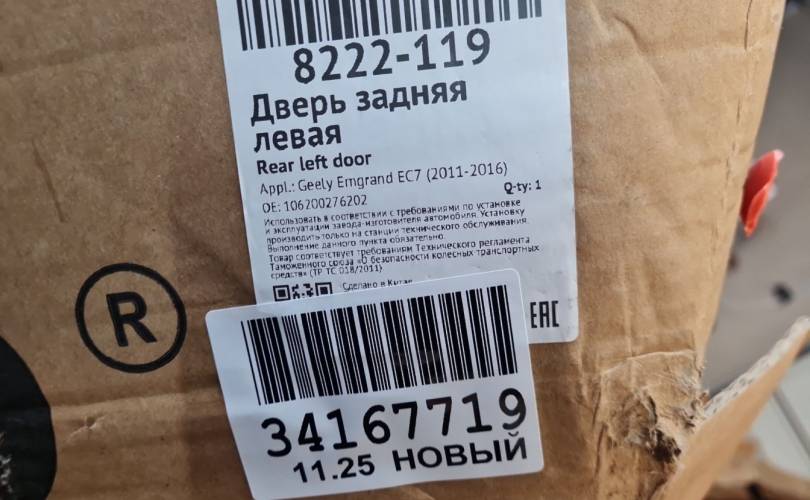 8222-119
Дверь задняя
левая
Rear left door
Appl.: Geely Emgrand EC7 (2011-2016)
OE: 106200276202 Q-ty: 1
Использовать в соответствии с требованиями по установке
и эксплуатации завода-изготовителя автомобиля. Установку
производить только на станции технического обслуживания.
Выполнение данного пункта обязательно.
Товар соответствует требованиям Технического регламента
Таможенного союза «О безопасности колесных транспортных
средств» (ТР ТС 018/2011)
Сделано в Китае
EAC
R
34167719
11.25 НОВЫЙ